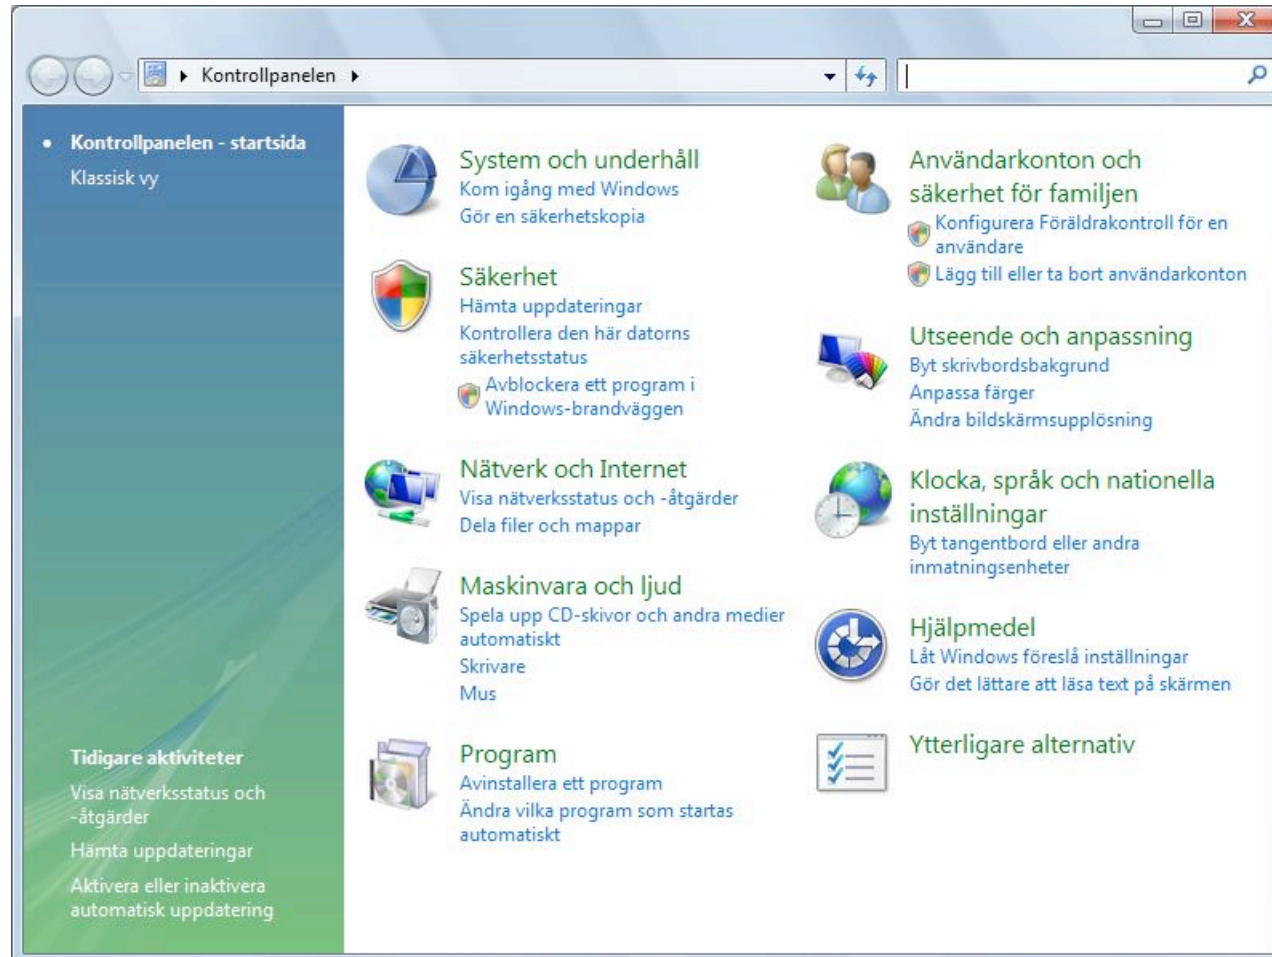 Kontrollpanelen
Kontrollpanelen - startsida
Klassisk vy
Tidigare aktiviteter
Visa nätverksstatus och
-åtgärder
Hämta uppdateringar
Aktivera eller inaktivera
automatisk uppdatering
System och underhåll
Kom igång med Windows
Gör en säkerhetskopia
Säkerhet
Hämta uppdateringar
Kontrollera den här datorns
säkerhetsstatus
Avblockera ett program i
Windows-brandväggen
Nätverk och Internet
Visa nätverksstatus och -åtgärder
Dela filer och mappar
Maskinvara och ljud
Spela upp CD-skivor och andra medier
automatiskt
Skrivare
Mus
Program
Avinstallera ett program
Ändra vilka program som startas
automatiskt
Användarkonton och
säkerhet för familjen
Konfigurera Föräldrakontroll för en
användare
Lägg till eller ta bort användarkonton
Utseende och anpassning
Byt skrivbordsbakgrund
Anpassa färger
Ändra bildskärmsupplösning
Klocka, språk och nationella
inställningar
Byt tangentbord eller andra
inmatningsenheter
Hjälpmedel
Låt Windows föreslå inställningar
Gör det lättare att läsa text på skärmen
Ytterligare alternativ